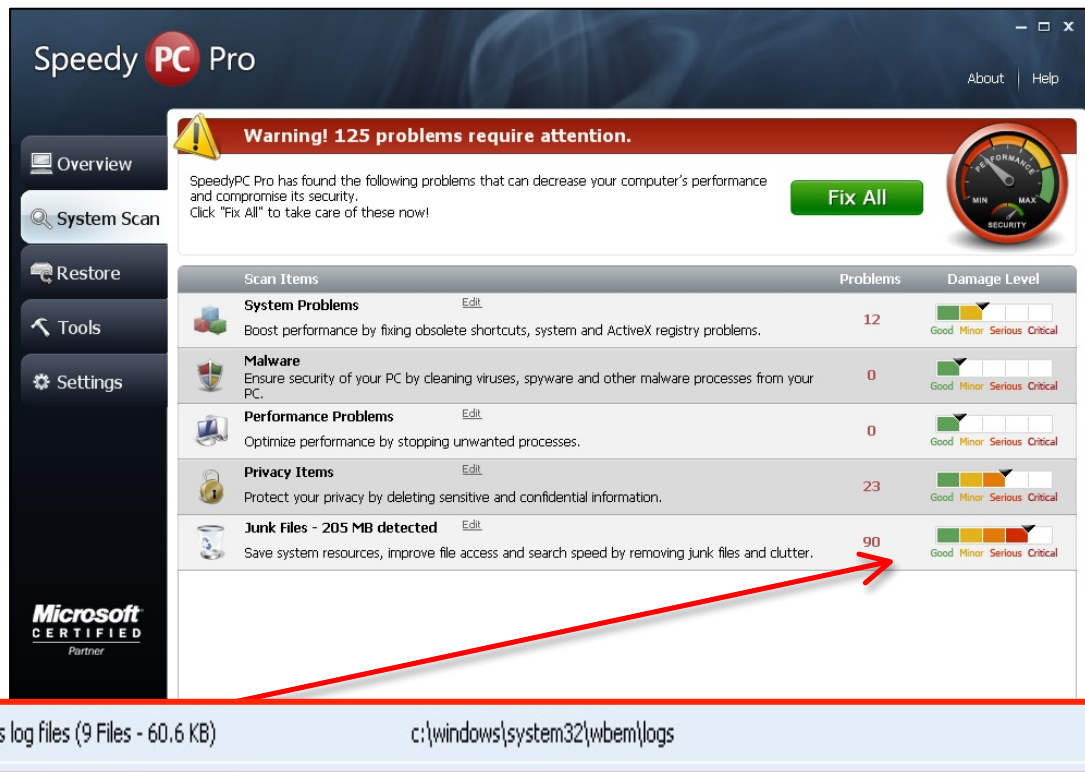 Speedy PC Pro
About | Help
Overview
System Scan
Restore
Tools
Settings
Microsoft
CERTIFIED
Partner
Warning! 125 problems require attention.
SpeedyPC Pro has found the following problems that can decrease your computer's performance
and compromise its security.
Click "Fix All" to take care of these now!
Fix All
PERFORMANCE
MIN MAX
SECURITY
Scan Items Problems Damage Level
System Problems Edit
Boost performance by fixing obsolete shortcuts, system and ActiveX registry problems.
12
Good Minor Serious Critical
Malware
Ensure security of your PC by cleaning viruses, spyware and other malware processes from your
PC.
0
Good Minor Serious Critical
Performance Problems Edit
Optimize performance by stopping unwanted processes.
0
Good Minor Serious Critical
Privacy Items Edit
Protect your privacy by deleting sensitive and confidential information.
23
Good Minor Serious Critical
Junk Files - 205 MB detected Edit
Save system resources, improve file access and search speed by removing junk files and clutter.
90
Good Minor Serious Critical
s log files (9 Files - 60.6 KB) c:\windows\system32\wbem\logs